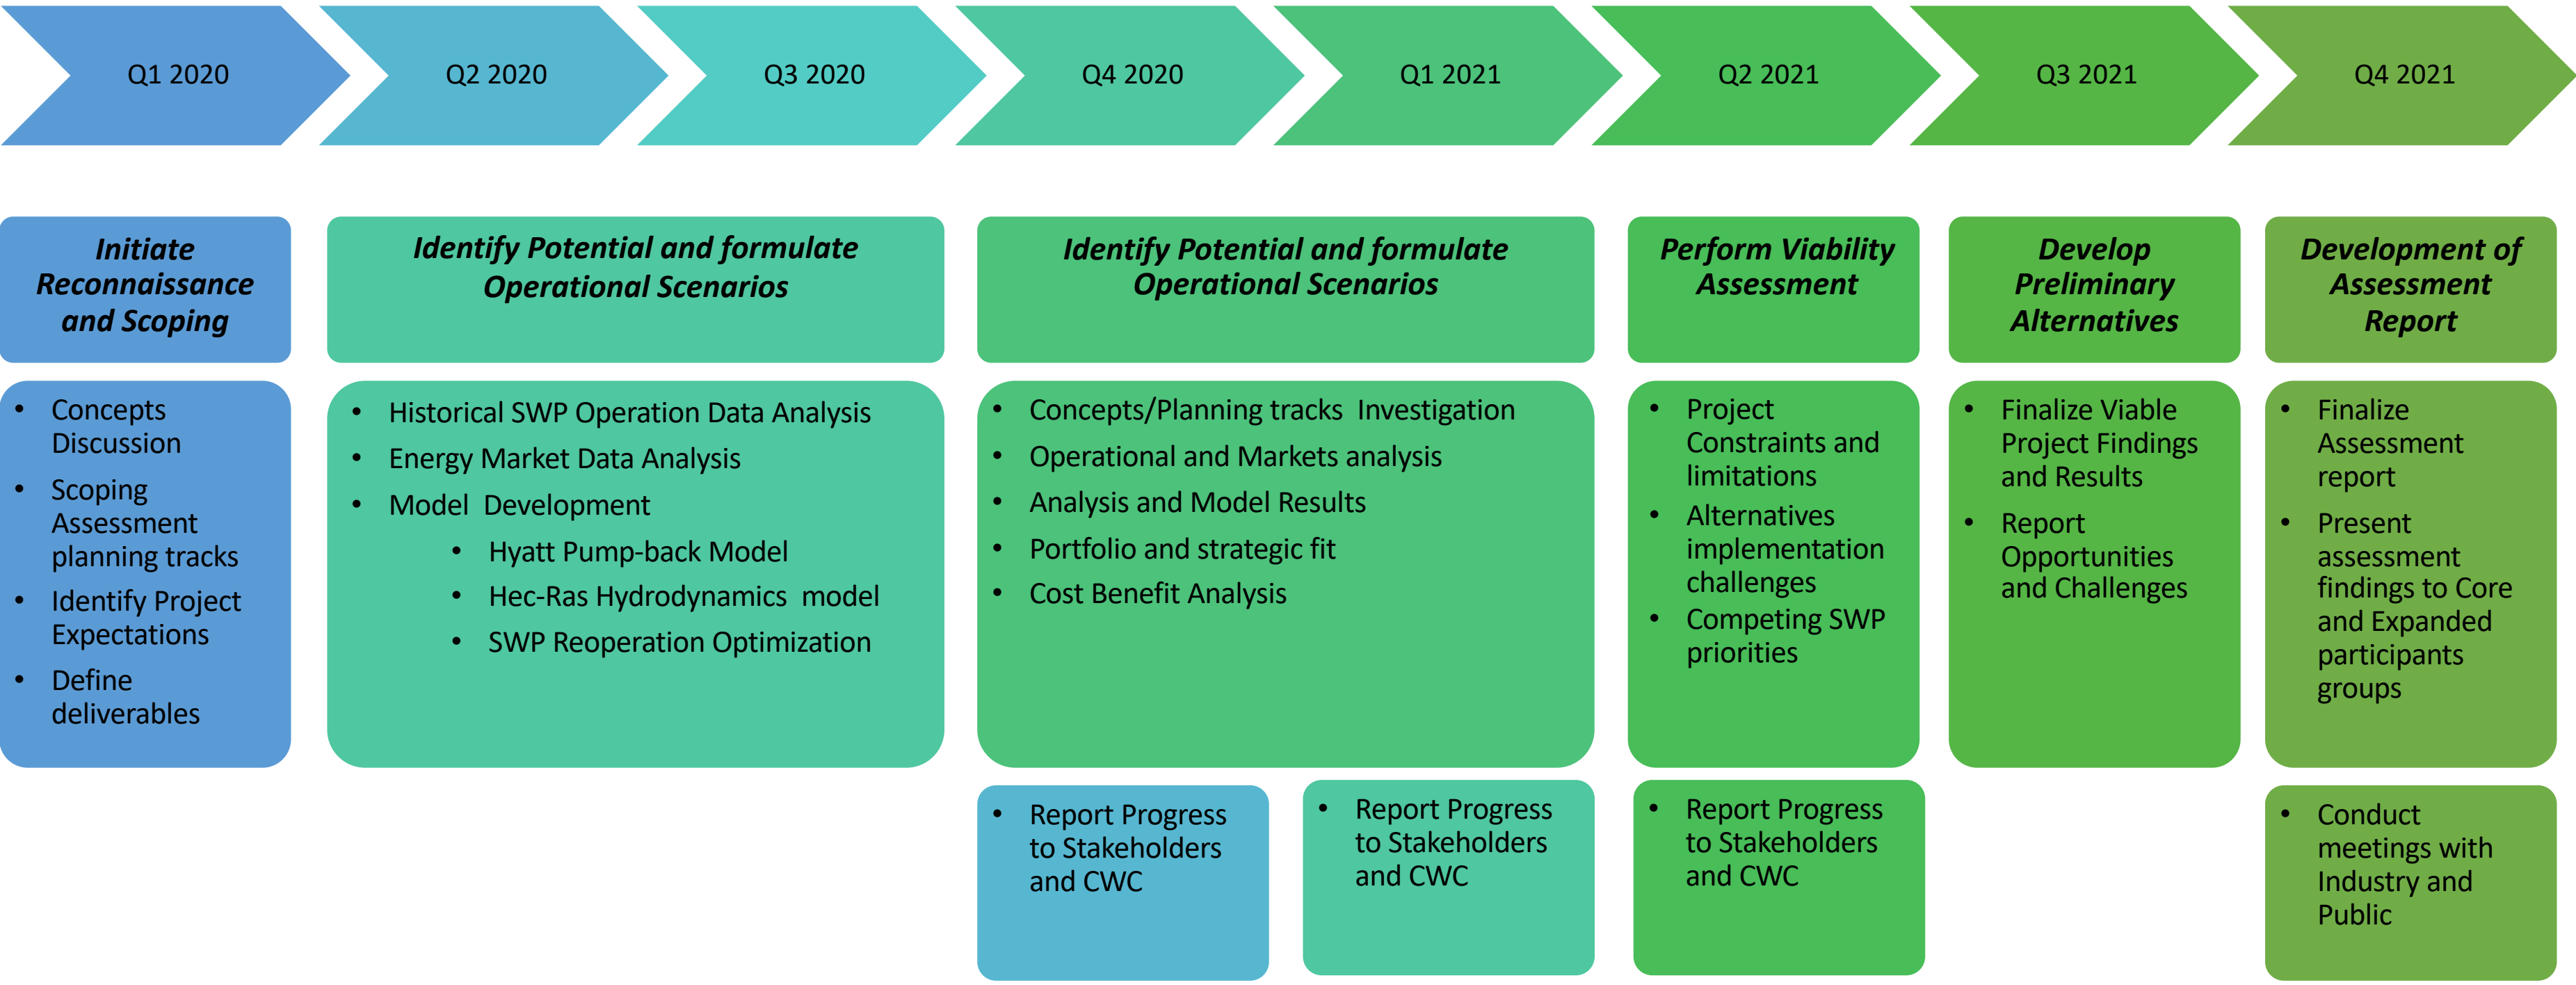 Q1 2020
Q2 2020
Q3 2020
Q4 2020
Q1 2021
Q2 2021
Q3 2021
Q4 2021
Initiate
Reconnaissance
and Scoping
• Concepts
Discussion
• Scoping
Assessment
planning tracks
• Identify Project
Expectations
• Define
deliverables
Identify Potential and formulate
Operational Scenarios
• Historical SWP Operation Data Analysis
• Energy Market Data Analysis
• Model Development
• Hyatt Pump-back Model
• Hec-Ras Hydrodynamics model
• SWP Reoperation Optimization
Identify Potential and formulate
Operational Scenarios
• Concepts/Planning tracks Investigation
• Operational and Markets analysis
• Analysis and Model Results
• Portfolio and strategic fit
• Cost Benefit Analysis
• Report Progress
to Stakeholders
and CWC
• Report Progress
to Stakeholders
and CWC
Perform Viability
Assessment
• Project
Constraints and
limitations
• Alternatives
implementation
challenges
• Competing SWP
priorities
• Report Progress
to Stakeholders
and CWC
Develop
Preliminary
Alternatives
• Finalize Viable
Project Findings
and Results
• Report
Opportunities
and Challenges
Development of
Assessment
Report
• Finalize
Assessment
report
• Present
assessment
findings to Core
and Expanded
participants
groups
• Conduct
meetings with
Industry and
Public